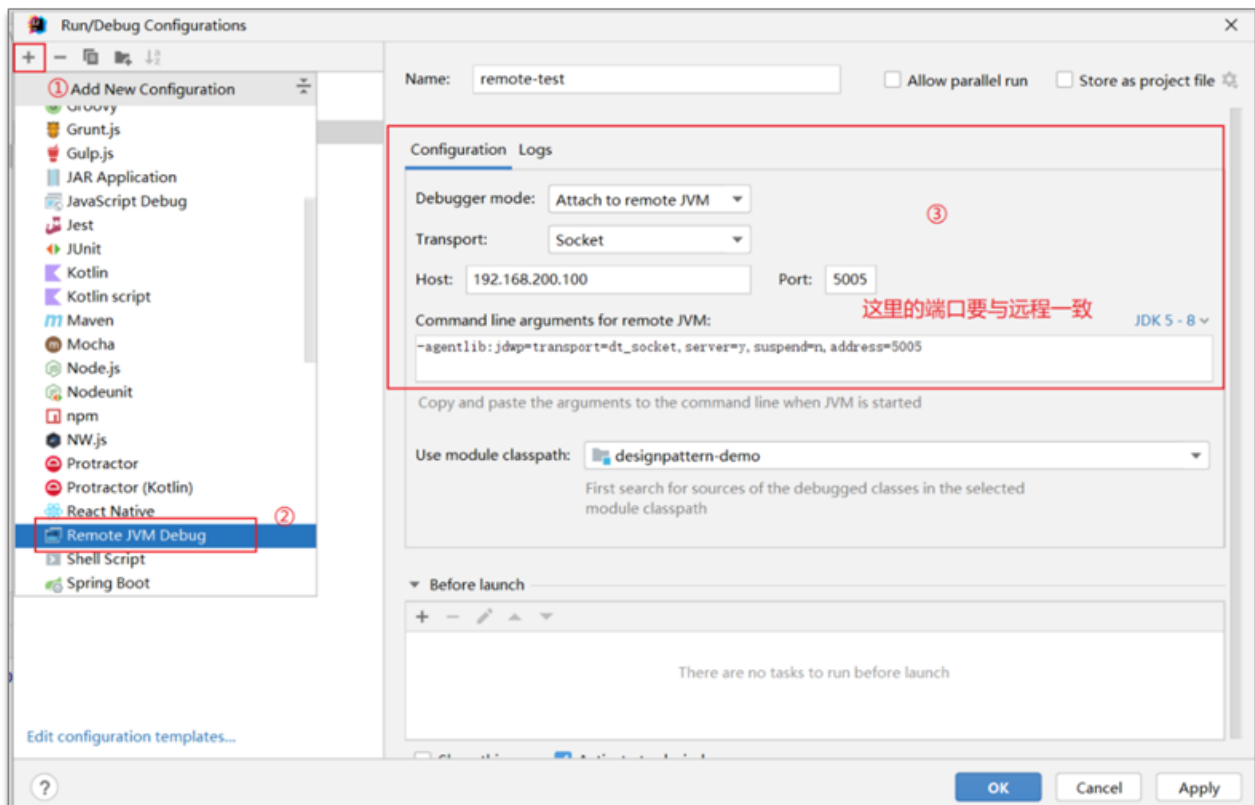 Run/Debug Configurations
①Add New Configuration
Groovy
Grunt.js
Gulp.js
JAR Application
JavaScript Debug
Jest
JUnit
Kotlin
Kotlin script
Maven
Mocha
Node.js
Nodeunit
npm
NW.js
Protractor
Protractor (Kotlin)
React Native
②
Remote JVM Debug
Shell Script
Spring Boot
Edit configuration templates...
Name: remote-test Allow parallel run Store as project file
Configuration Logs
Debugger mode: Attach to remote JVM
③
Transport: Socket
Host: 192.168.200.100 Port: 5005
这里的端口要与远程一致
Command line arguments for remote JVM: JDK 5 - 8
-agentlib:jdwp=transport=dt_socket,server=y,suspend=n,address=5005
Copy and paste the arguments to the command line when JVM is started
Use module classpath: designpattern-demo
First search for sources of the debugged classes in the selected
module classpath
Before launch
There are no tasks to run before launch
? OK Cancel Apply